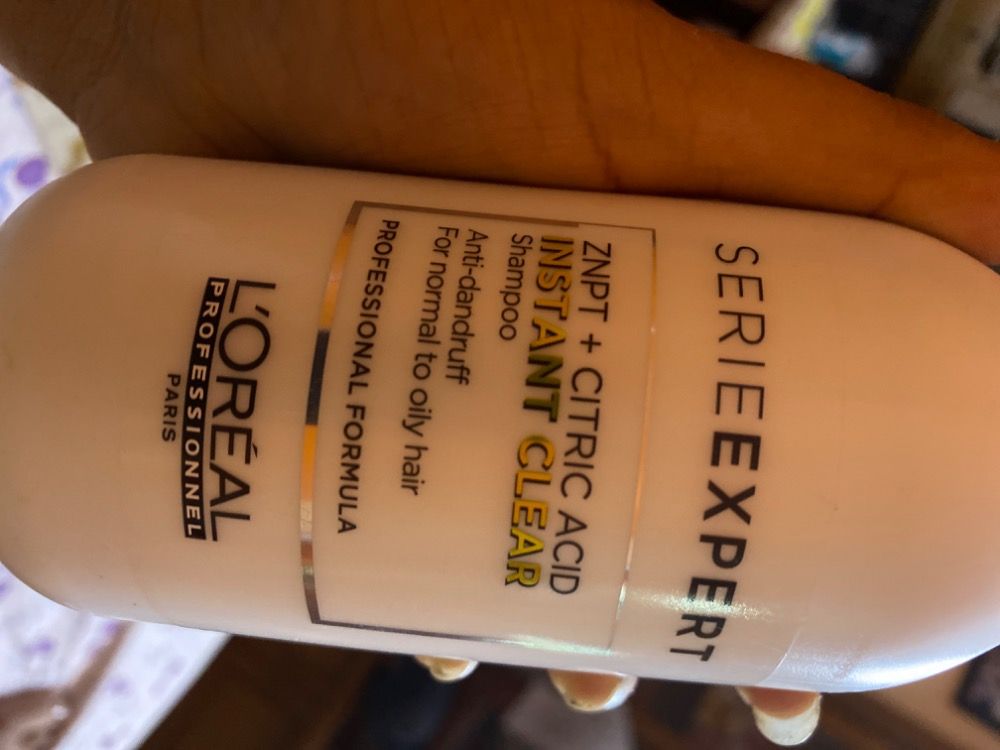 SERIE EXPERT
ZNPT + CITRIC ACID
INSTANT CLEAR
Shampoo
Anti-dandruff
For normal to oily hair
PROFESSIONAL FORMULA
L'ORÉAL
PROFESSIONNEL
PARIS